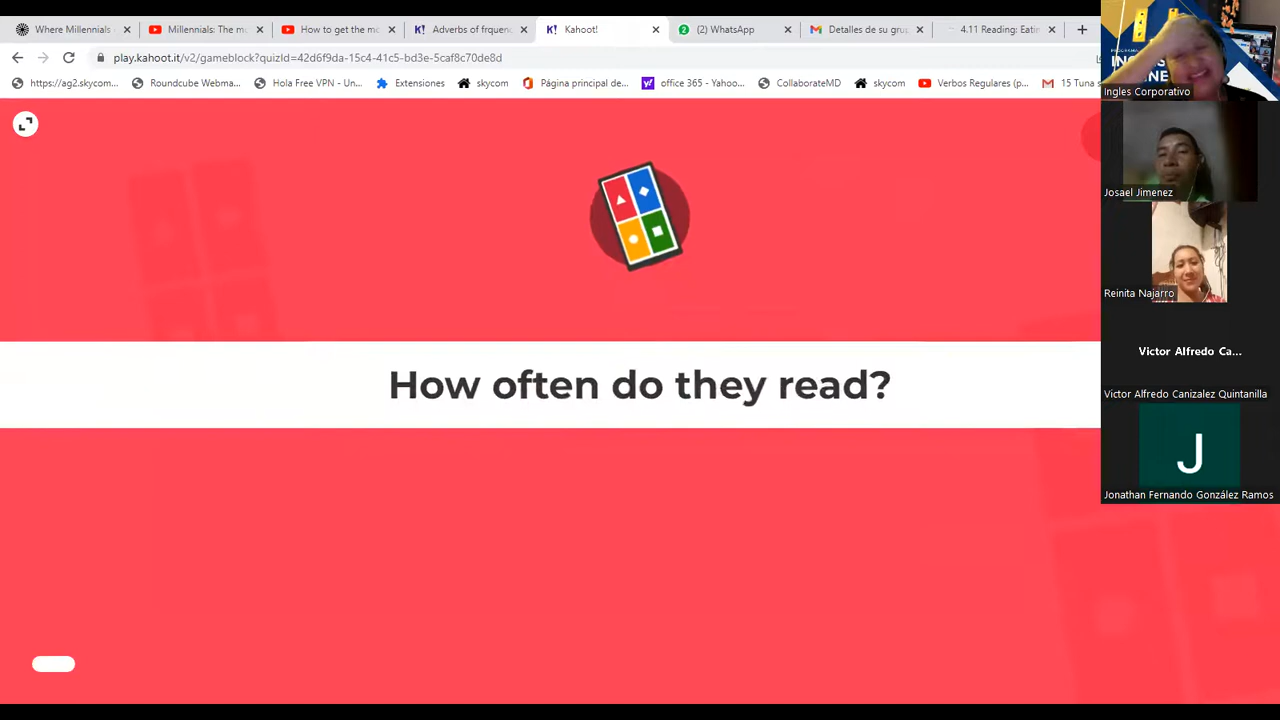 Where Millennials
Millennials: The m
How to get the mo
Adverbs of frquen
Kahoot!
(2) WhatsApp
Detalles de su gru
4.11 Reading: Eatin
play.kahoot.it/v2/gameblock?quizId=42d6f9da-15c4-41c5-bd3e-5caf8c70de8d
https://ag2.skycom...
Roundcube Webma...
Hola Free VPN - Un...
Extensiones
skycom
Página principal de...
office 365 - Yahoo...
CollaborateMD
skycom
Verbos Regulares (p...
15 Tuna s
How often do they read?
Ingles Corporativo
Josael Jimenez
Reinita Najarro
Victor Alfredo Ca...
Victor Alfredo Canizalez Quintanilla
J
Jonathan Fernando González Ramos